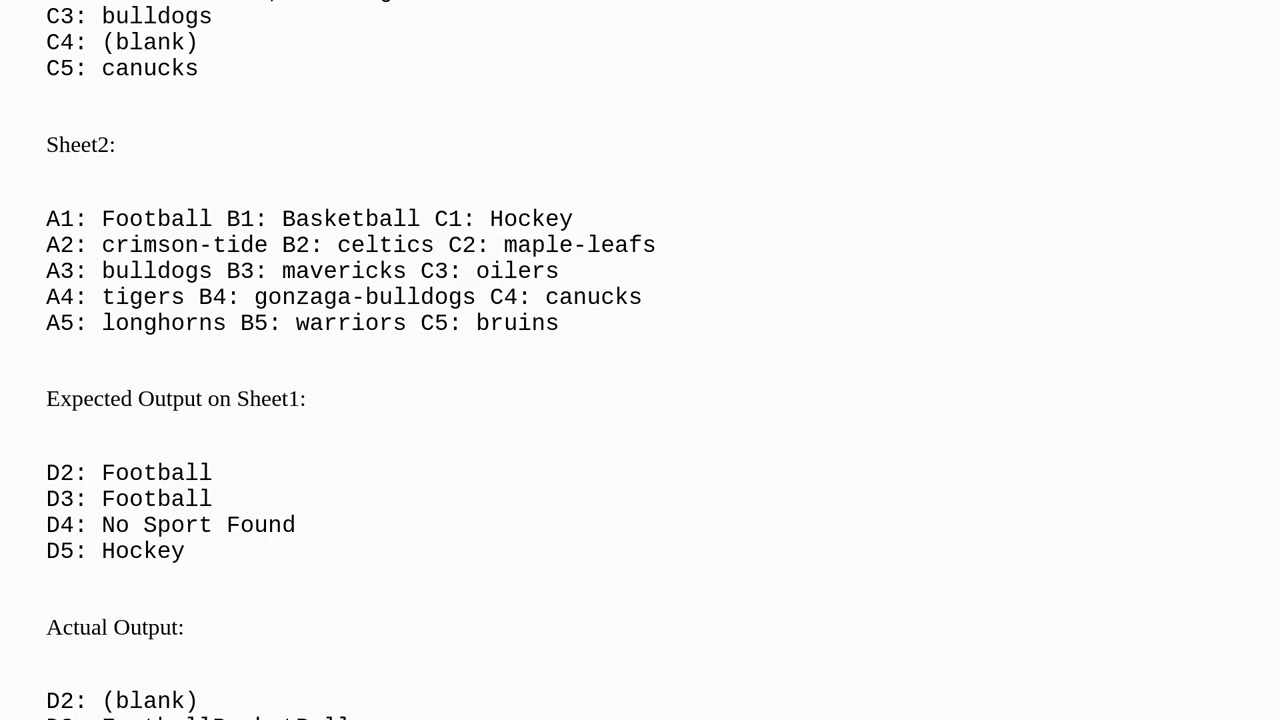 C3: bulldogs
C4: (blank)
C5: canucks
Sheet2:
A1: Football B1: Basketball C1: Hockey
A2: crimson-tide B2: celtics C2: maple-leafs
A3: bulldogs B3: mavericks C3: oilers
A4: tigers B4: gonzaga-bulldogs C4: canucks
A5: longhorns B5: warriors C5: bruins
Expected Output on Sheet1:
D2: Football
D3: Football
D4: No Sport Found
D5: Hockey
Actual Output:
D2: (blank)